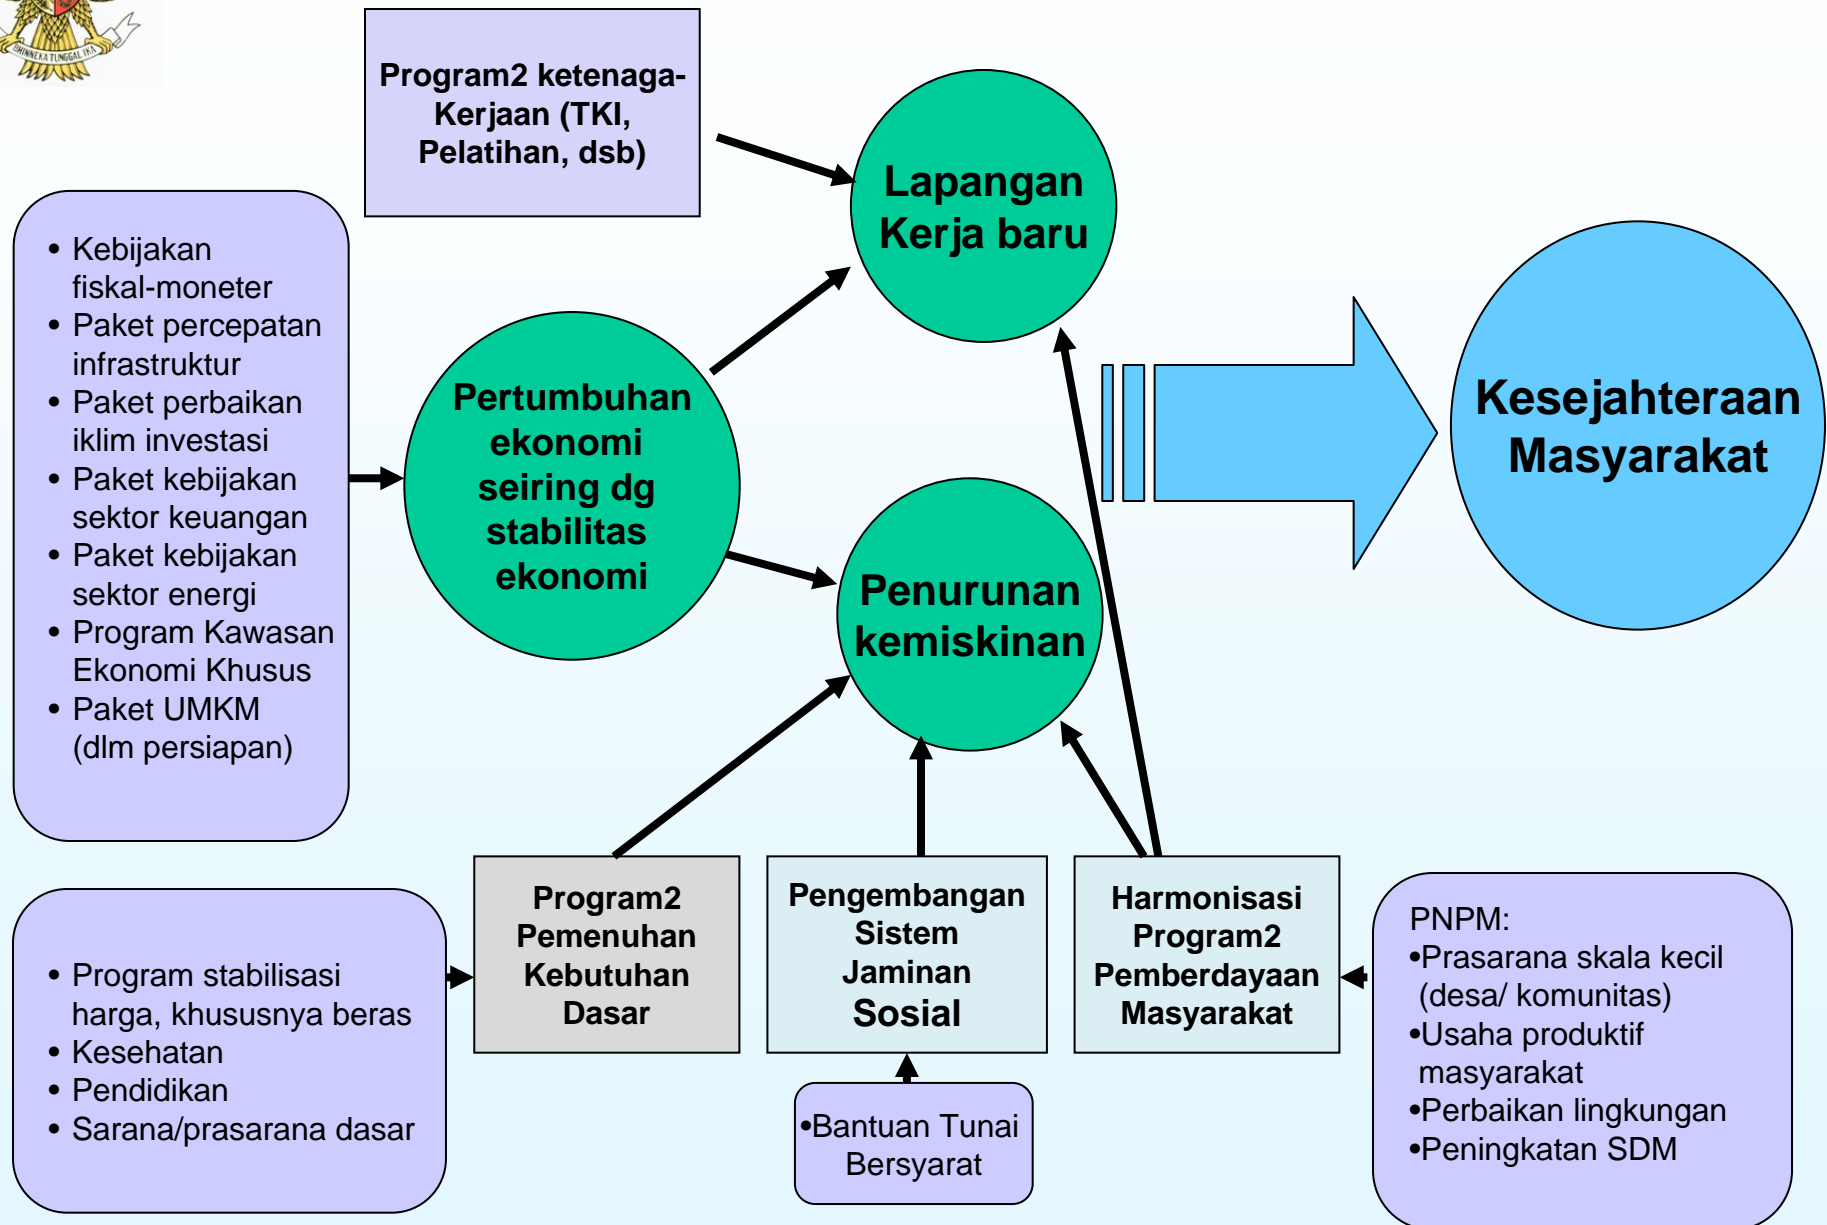 BHINNEKA TUNGGAL IKA
Program2 ketenaga-
Kerjaan (TKI,
Pelatihan, dsb)
Lapangan
Kerja baru
• Kebijakan
fiskal-moneter
• Paket percepatan
infrastruktur
• Paket perbaikan
iklim investasi
• Paket kebijakan
sektor keuangan
• Paket kebijakan
sektor energi
• Program Kawasan
Ekonomi Khusus
• Paket UMKM
(dlm persiapan)
Pertumbuhan
ekonomi
seiring dg
stabilitas
ekonomi
Kesejahteraan
Masyarakat
Penurunan
kemiskinan
• Program stabilisasi
harga, khususnya beras
• Kesehatan
• Pendidikan
• Sarana/prasarana dasar
Program2
Pemenuhan
Kebutuhan
Dasar
Pengembangan
Sistem
Jaminan
Sosial
•Bantuan Tunai
Bersyarat
Harmonisasi
Program2
Pemberdayaan
Masyarakat
PNPM:
•Prasarana skala kecil
(desa/ komunitas)
•Usaha produktif
masyarakat
•Perbaikan lingkungan
•Peningkatan SDM